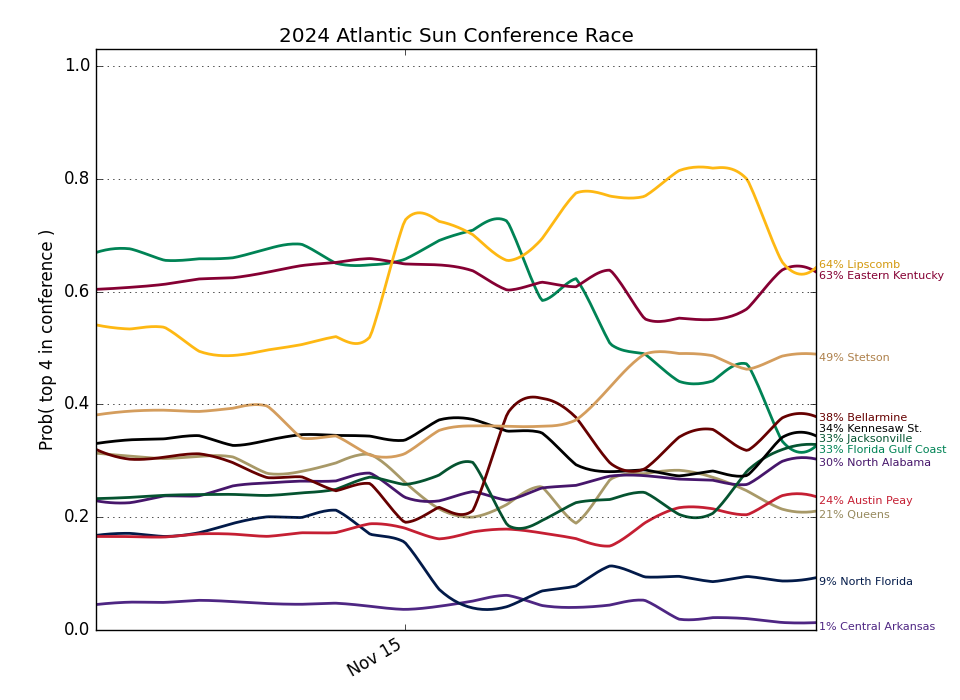 2024 Atlantic Sun Conference Race
Prob( top 4 in conference )
1.0
0.8
0.6
0.4
0.2
0.0
Nov 15
64% Lipscomb
63% Eastern Kentucky
49% Stetson
38% Bellarmine
34% Kennesaw St.
33% Jacksonville
33% Florida Gulf Coast
30% North Alabama
24% Austin Peay
21% Queens
9% North Florida
1% Central Arkansas